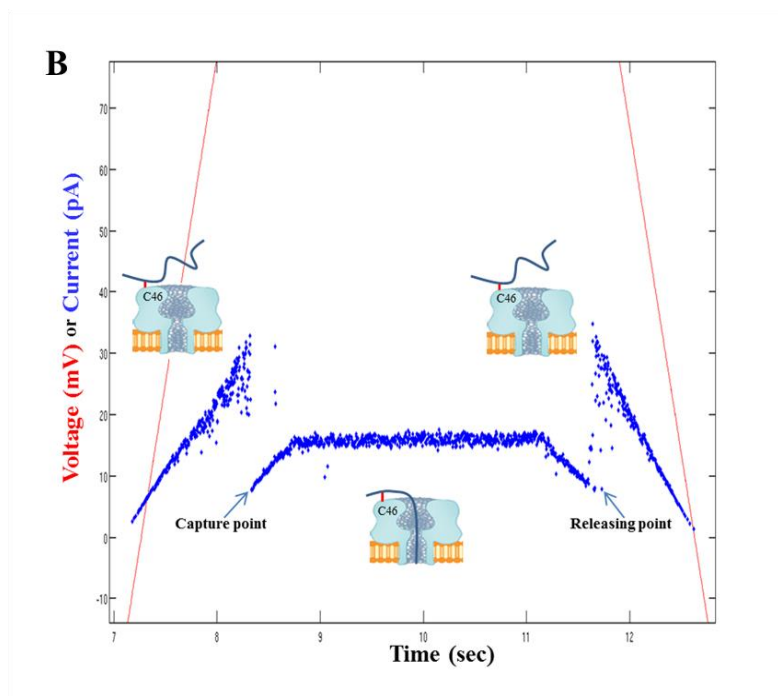 B
Voltage (mV) or Current (pA)
70
60
50
40
30
20
10
0
-10
C46
C46
C46
Capture point
Releasing point
7 8 9 10 11 12
Time (sec)